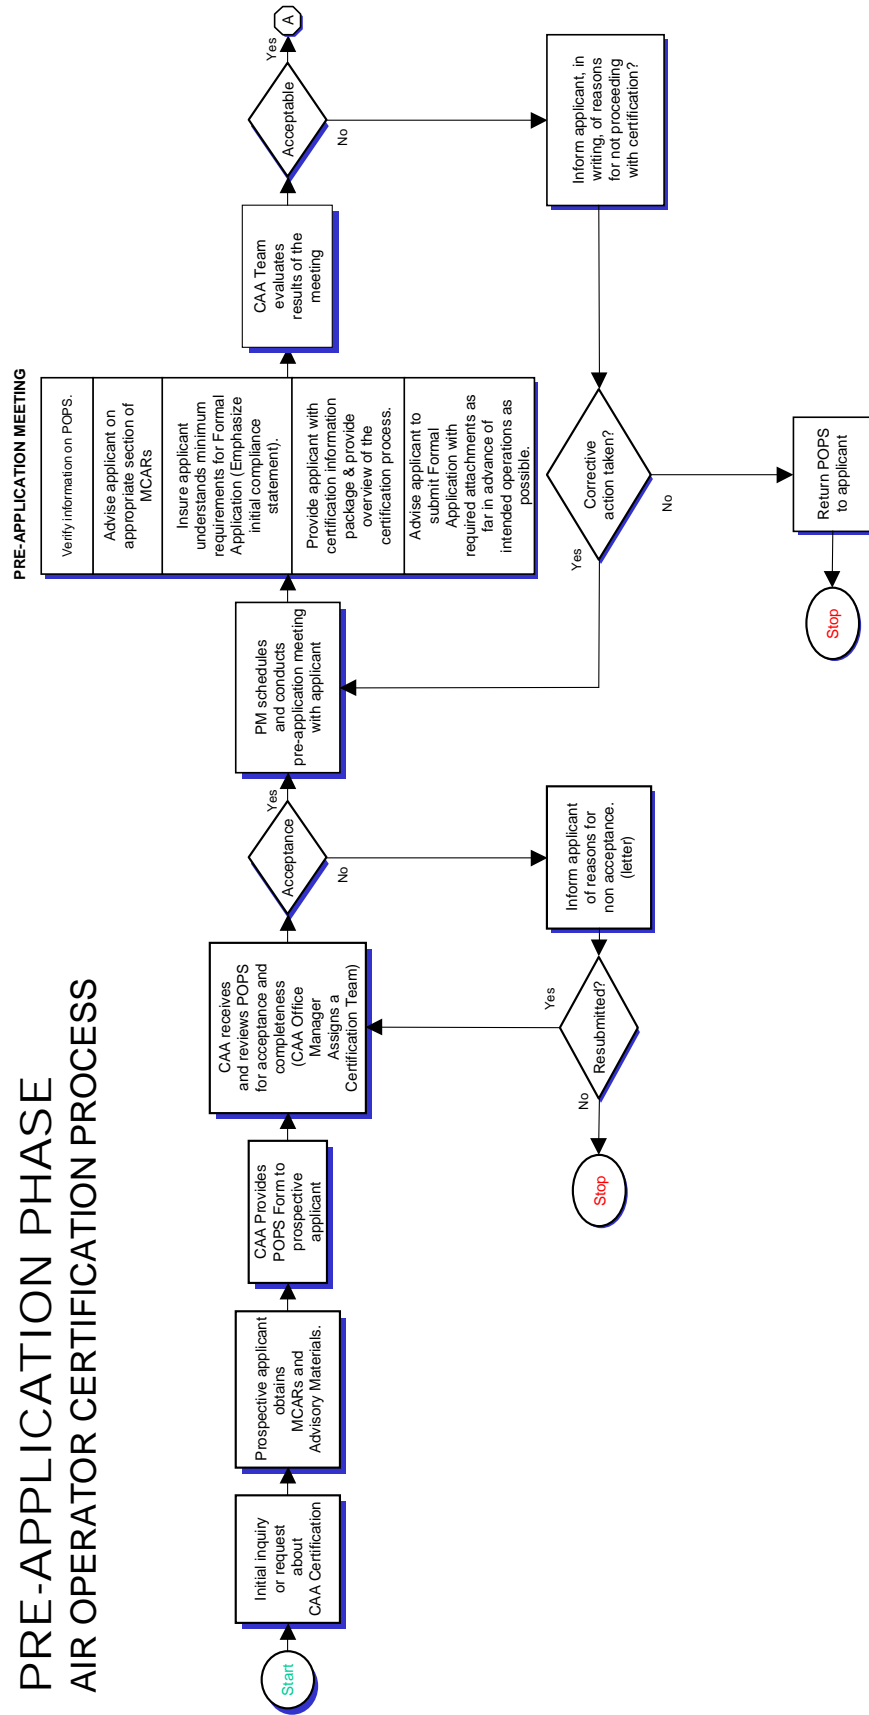 PRE-APPLICATION PHASE
AIR OPERATOR CERTIFICATION PROCESS
Start
Initial inquiry
or request
about
CAA Certification
Prospective applicant
obtains
MCARs and
Advisory Materials.
CAA Provides
POPS Form to
prospective
applicant
CAA receives
and reviews POPS
for acceptance and
completeness
(CAA Office
Manager
Assigns a
Certification Team)
Acceptance
Yes
No
Inform applicant
of reasons for
non acceptance.
(letter)
Resubmitted?
Yes
No
Stop
PM schedules
and conducts
pre-application meeting
with applicant
PRE-APPLICATION MEETING
Verify information on POPS.
Advise applicant on
appropriate section of
MCARs
Insure applicant
understands minimum
requirements for Formal
Application (Emphasize
initial compliance
statement).
Provide applicant with
certification information
package & provide
overview of the
certification process.
Advise applicant to
submit Formal
Application with
required attachments as
far in advance of
intended operations as
possible.
CAA Team
evaluates
results of the
meeting
Acceptable
Yes
A
No
Inform applicant, in
writing, of reasons
for not proceeding
with certification?
Corrective
action taken?
Yes
No
Return POPS
to applicant
Stop